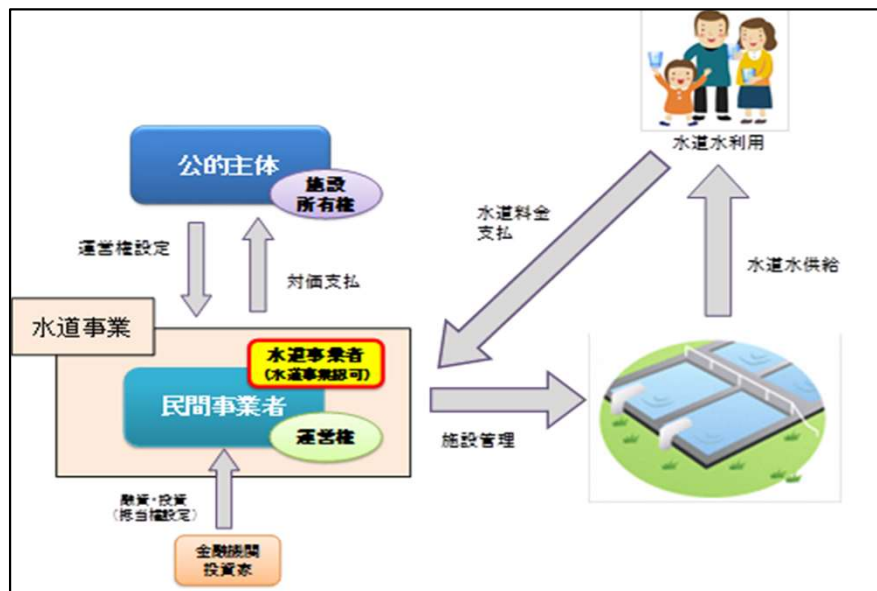 水道水利用
公的主体
施設
所有権
水道料金
支払
運営権設定
対価支払
水道水供給
水道事業
水道事業者
(水道事業認可)
民間事業者
運営権
施設管理
融資・投資
(抵当権設定)
金融機関
投資家